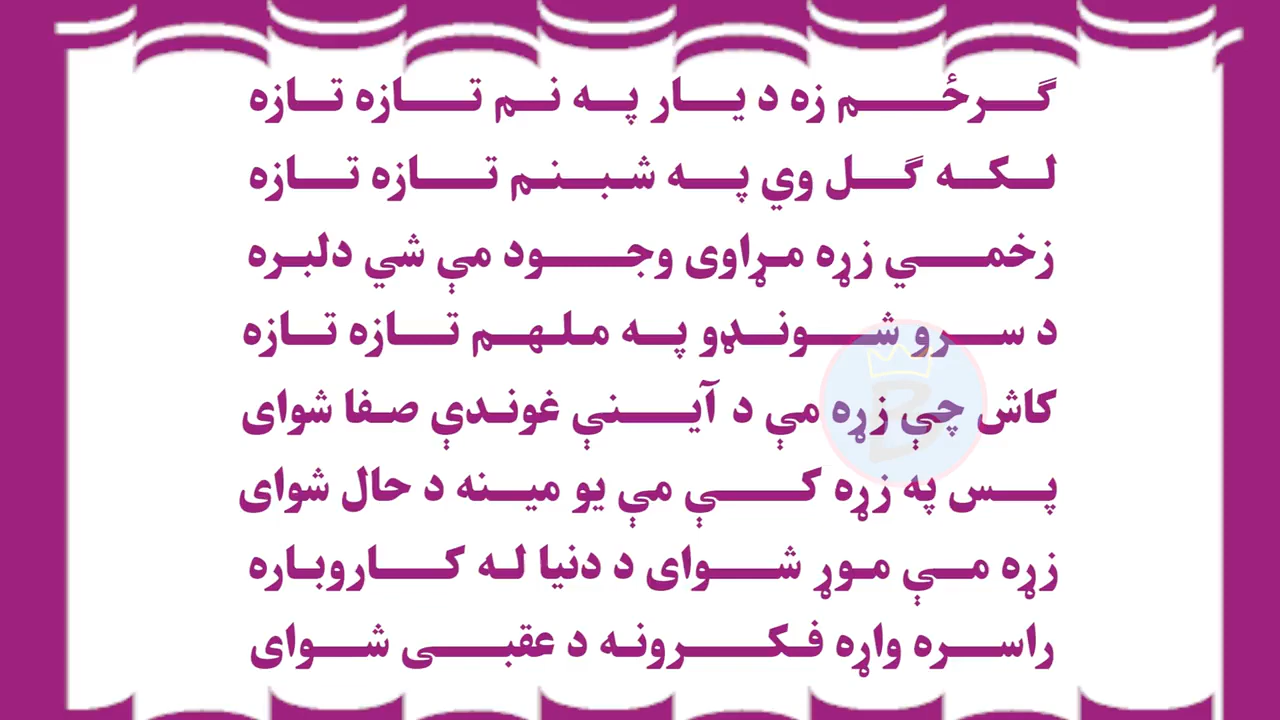 گرځم زه د يار په نم تازه تازه
لکه گل وي په شبنم تازه تازه
زخمي زړه مړاوی وجود مې شي دلبره
د سرو شونډو په ملهم تازه تازه
کاش چې زړه مې د آيينې غوندې صفا شوای
پس په زړه کې مې يو مينه د حال شوای
زړه مې موړ شوای د دنيا له کاروباره
راسره واړه فکرونه د عقبی شوای
B